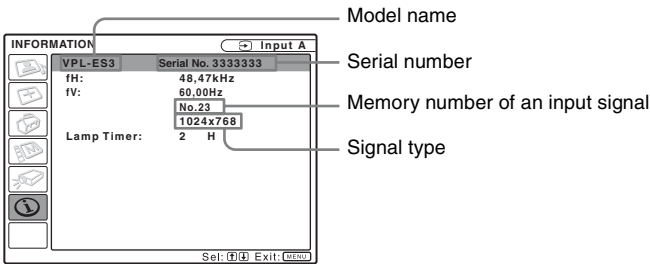 Model name
INFORMATION Input A
VPL-ES3 Serial No. 3333333
Serial number
fH: 48,47kHz
fV: 60,00Hz
No.23
Memory number of an input signal
1024x768
Lamp Timer: 2 H
Signal type
Sel: Exit: MENU